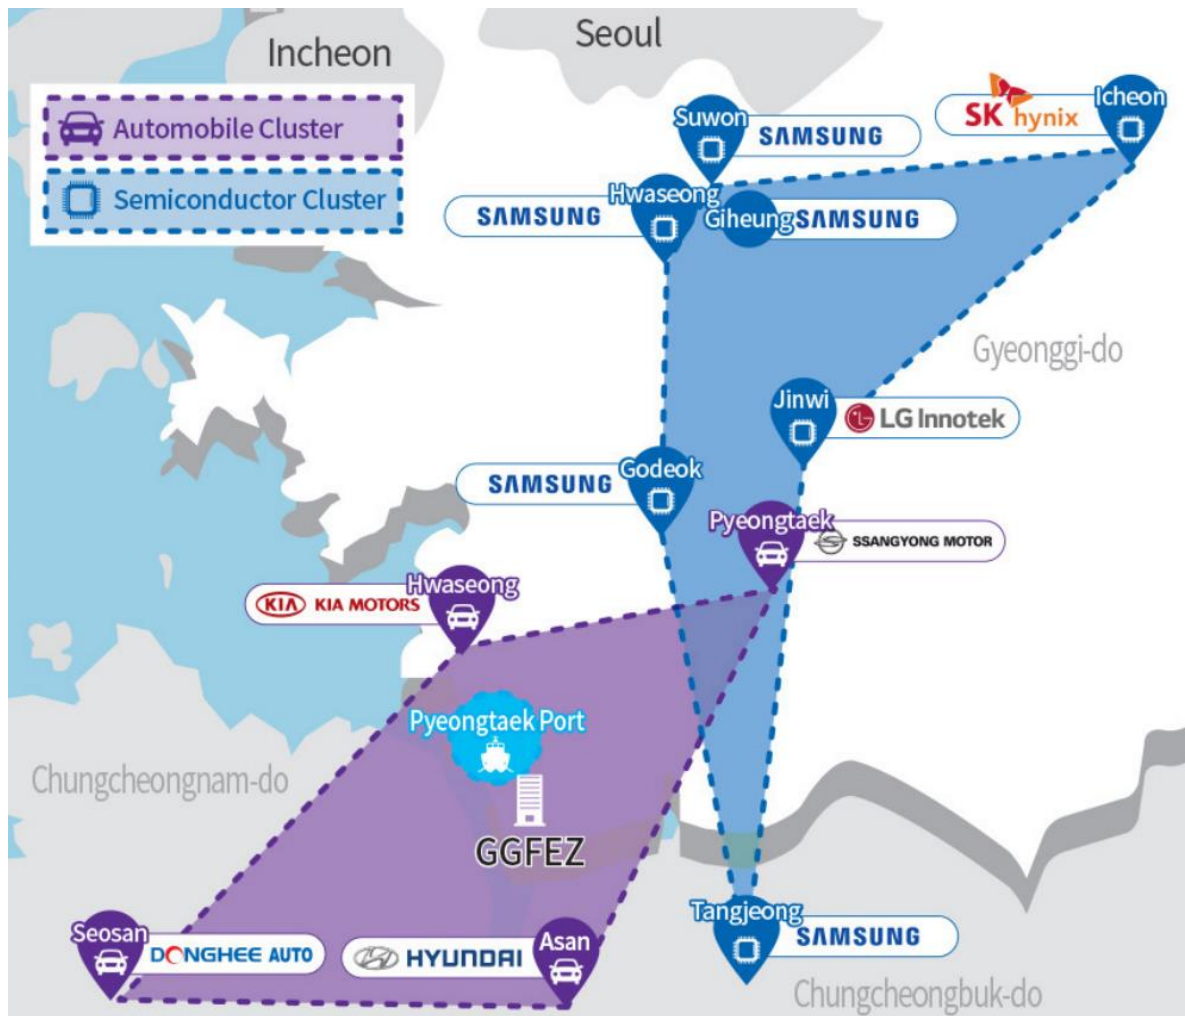 Incheon
Seoul
Automobile Cluster
Semiconductor Cluster
Suwon
SAMSUNG
SK hynix
Icheon
Hwaseong
SAMSUNG
Giheung
SAMSUNG
Gyeonggi-do
Jinwi
LG Innotek
Godeok
SAMSUNG
Pyeongtaek
SSANGYONG MOTOR
Hwaseong
KIA KIA MOTORS
Pyeongtaek Port
Chungcheongnam-do
GGFEZ
Seosan
DONGHEE AUTO
HYUNDAI
Asan
Tangjeong
SAMSUNG
Chungcheongbuk-do